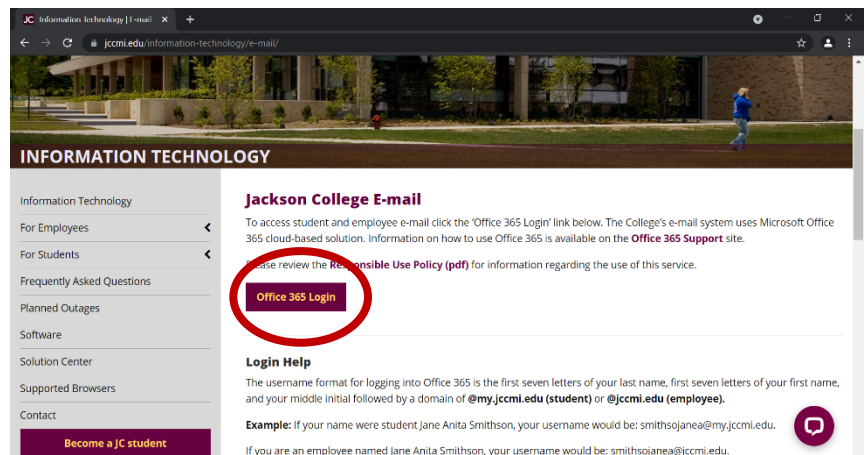 JC Information Technology | E-mail
jccmi.edu/information-technology/e-mail/
INFORMATION TECHNOLOGY
Information Technology
For Employees
For Students
Frequently Asked Questions
Planned Outages
Software
Solution Center
Supported Browsers
Contact
Become a JC student
Jackson College E-mail
To access student and employee e-mail click the 'Office 365 Login' link below. The College's e-mail system uses Microsoft Office
365 cloud-based solution. Information on how to use Office 365 is available on the Office 365 Support site.
Please review the Responsible Use Policy (pdf) for information regarding the use of this service.
Office 365 Login
Login Help
The username format for logging into Office 365 is the first seven letters of your last name, first seven letters of your first name,
and your middle initial followed by a domain of @my.jccmi.edu (student) or @jccmi.edu (employee).
Example: If your name were student Jane Anita Smithson, your username would be: smithsojanea@my.jccmi.edu.
If you are an employee named Jane Anita Smithson, your username would be: smithsojanea@jccmi.edu.